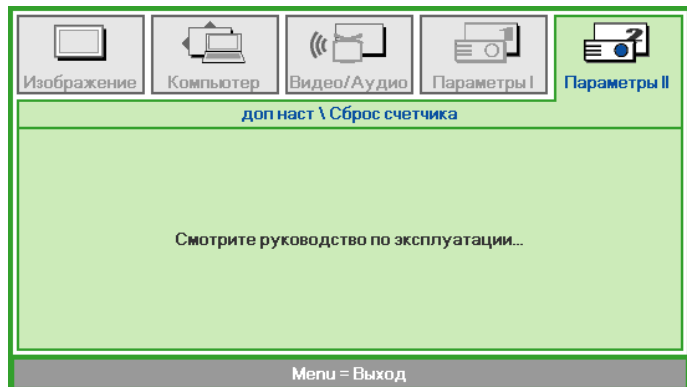 Изображение Компьютер Видео/Аудио Параметры I Параметры II
доп наст \ Сброс счетчика
Смотрите руководство по эксплуатации...
Menu = Выход